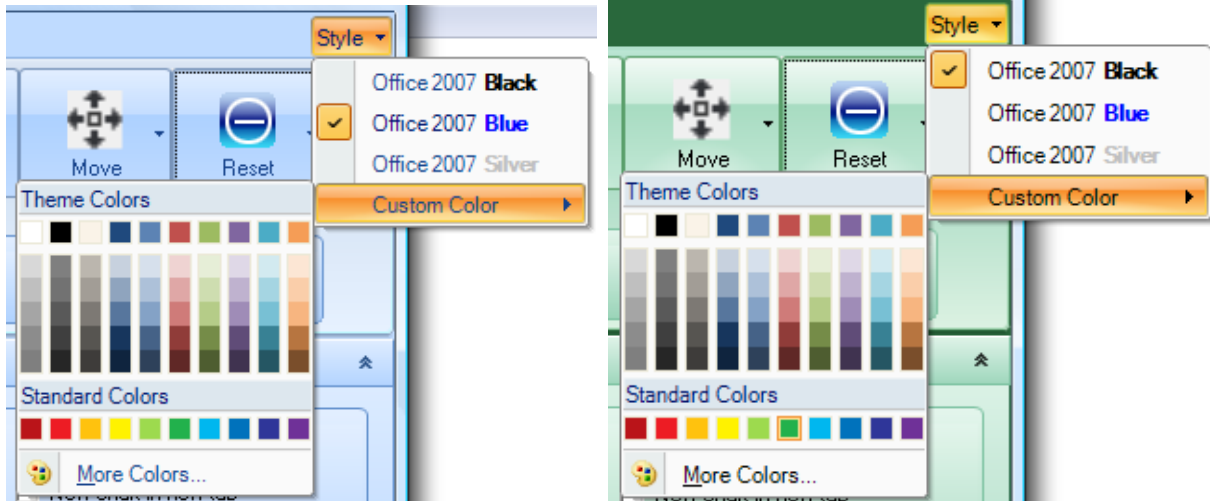 Style
Office 2007 Black
Office 2007 Blue
Office 2007 Silver
Custom Color
Move
Reset
Theme Colors
Standard Colors
More Colors...
Style
Office 2007 Black
Office 2007 Blue
Office 2007 Silver
Custom Color
Move
Reset
Theme Colors
Standard Colors
More Colors...